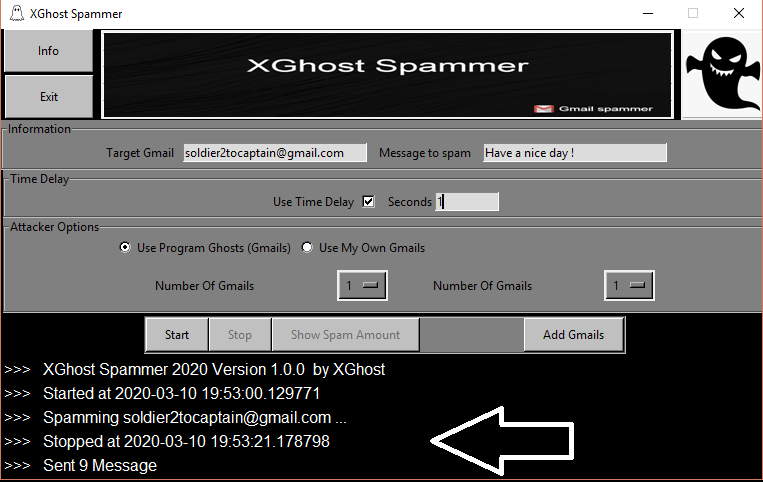 XGhost Spammer
Info
Exit
XGhost Spammer
Gmail spammer
Information
Target Gmail soldier2tocaptain@gmail.com Message to spam Have a nice day !
Time Delay
Use Time Delay Seconds 1
Attacker Options
Use Program Ghosts (Gmails) Use My Own Gmails
Number Of Gmails 1 Number Of Gmails 1
Start Stop Show Spam Amount Add Gmails
>>> XGhost Spammer 2020 Version 1.0.0 by XGhost
>>> Started at 2020-03-10 19:53:00.129771
>>> Spamming soldier2tocaptain@gmail.com ...
>>> Stopped at 2020-03-10 19:53:21.178798
>>> Sent 9 Message